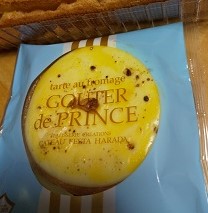 tarte au fromage
GOUTER
de PRINCE
GATEAU FESTA HARADA